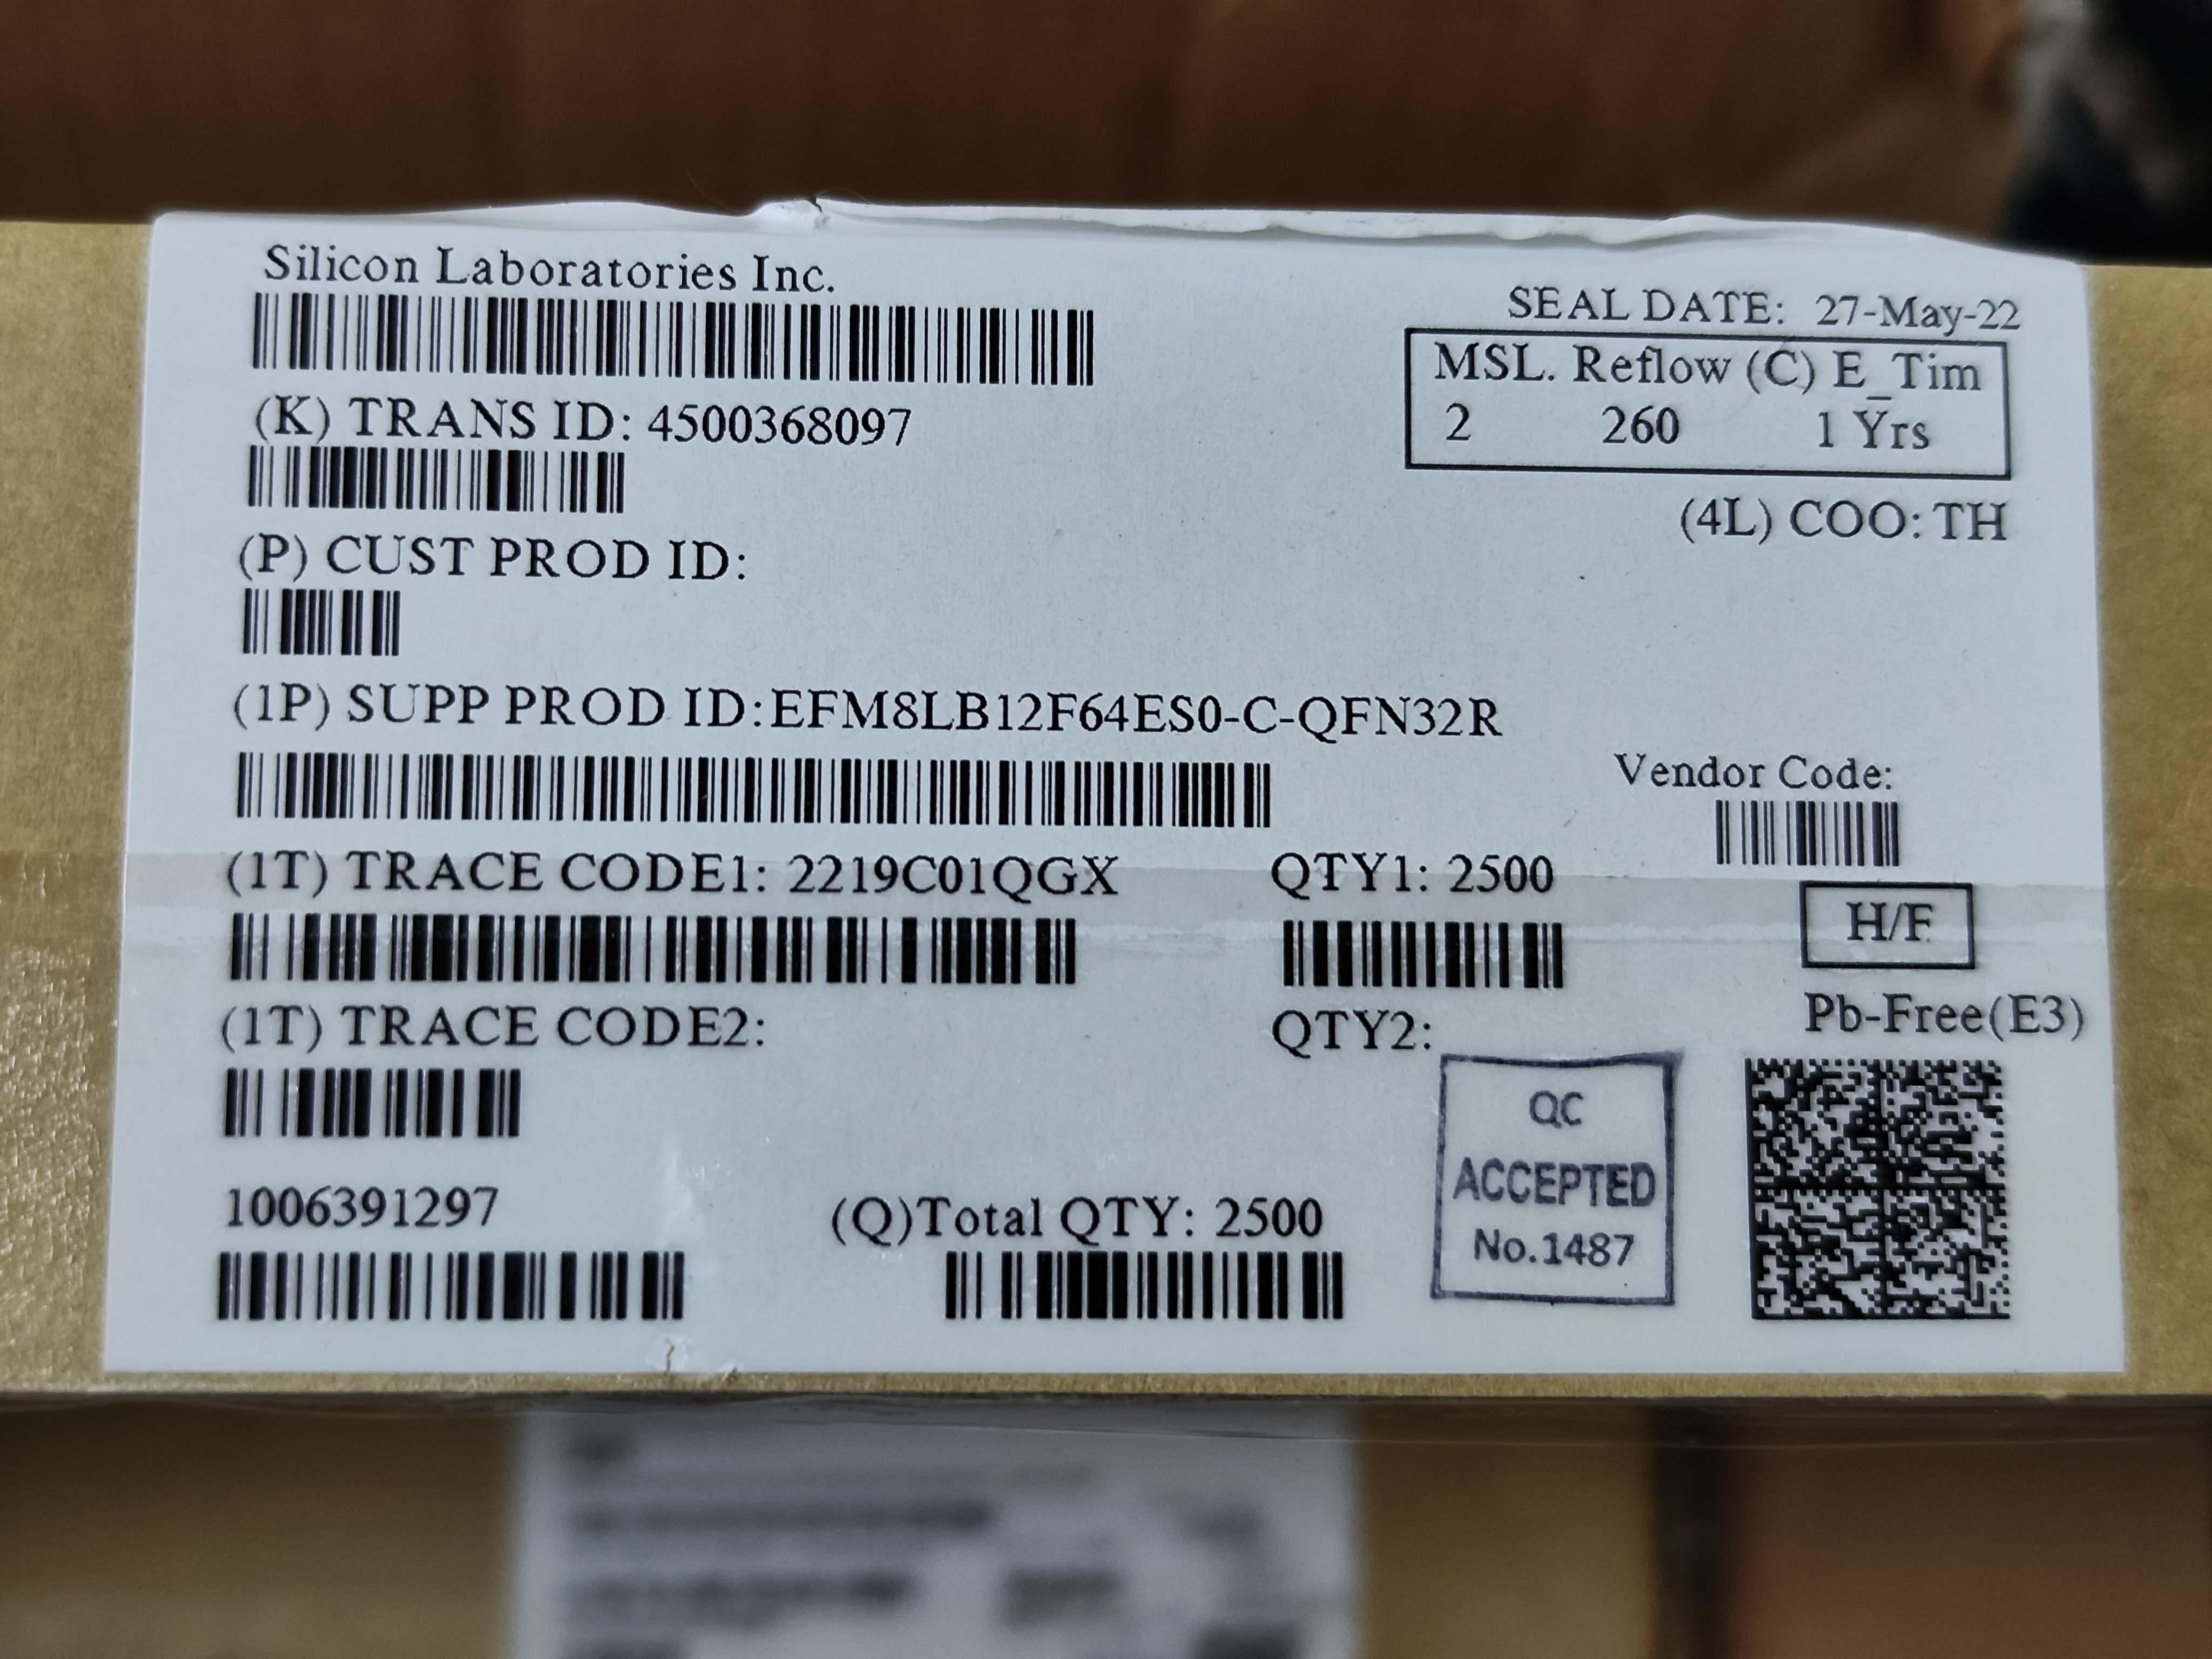 Silicon Laboratories Inc.
SEAL DATE: 27-May-22
MSL. Reflow (C) E_Tim
2 260 1 Yrs
(K) TRANS ID: 4500368097
(4L) COO: TH
(P) CUST PROD ID:
(1P) SUPP PROD ID:EFM8LB12F64ES0-C-QFN32R
Vendor Code:
(1T) TRACE CODE1: 2219C01QGX QTY1: 2500
H/F
Pb-Free(E3)
(1T) TRACE CODE2: QTY2:
QC
ACCEPTED
No.1487
1006391297 (Q)Total QTY: 2500